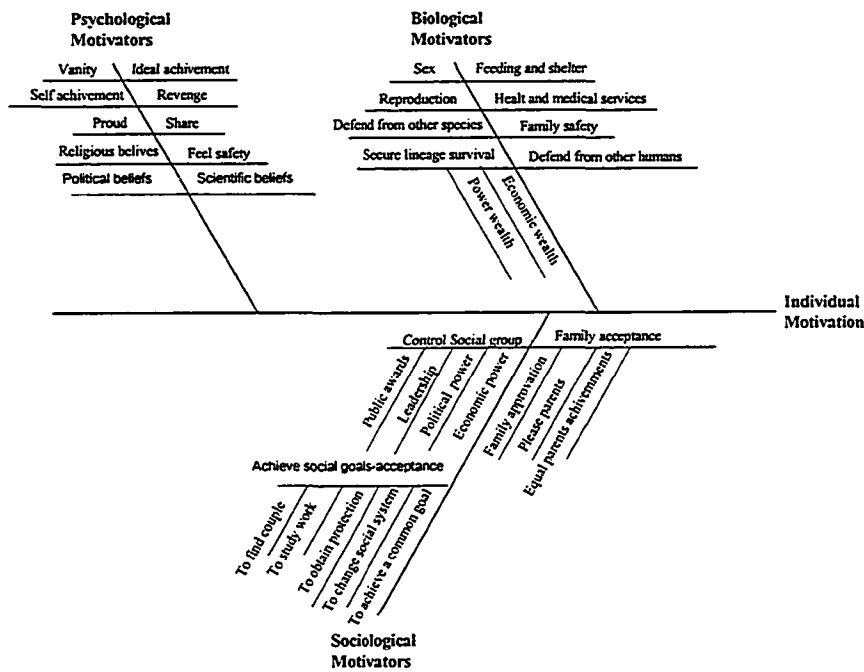 Psychological
Motivators
Vanity
Ideal achivement
Self achivement
Revenge
Proud
Share
Religious belives
Feel safety
Political beliefs
Scientific beliefs
Biological
Motivators
Sex
Feeding and shelter
Reproduction
Healt and medical services
Defend from other species
Family safety
Secure lineage survival
Defend from other humans
Power wealth
Economic wealth
Individual
Motivation
Control Social group
Family acceptance
Public awards
Leadership
Political power
Economic power
Family approvation
Please parents
Equal parents achivemments
Achieve social goals-acceptance
To find couple
To study work
To obtain protection
To change social system
To achieve a common goal
Sociological
Motivators